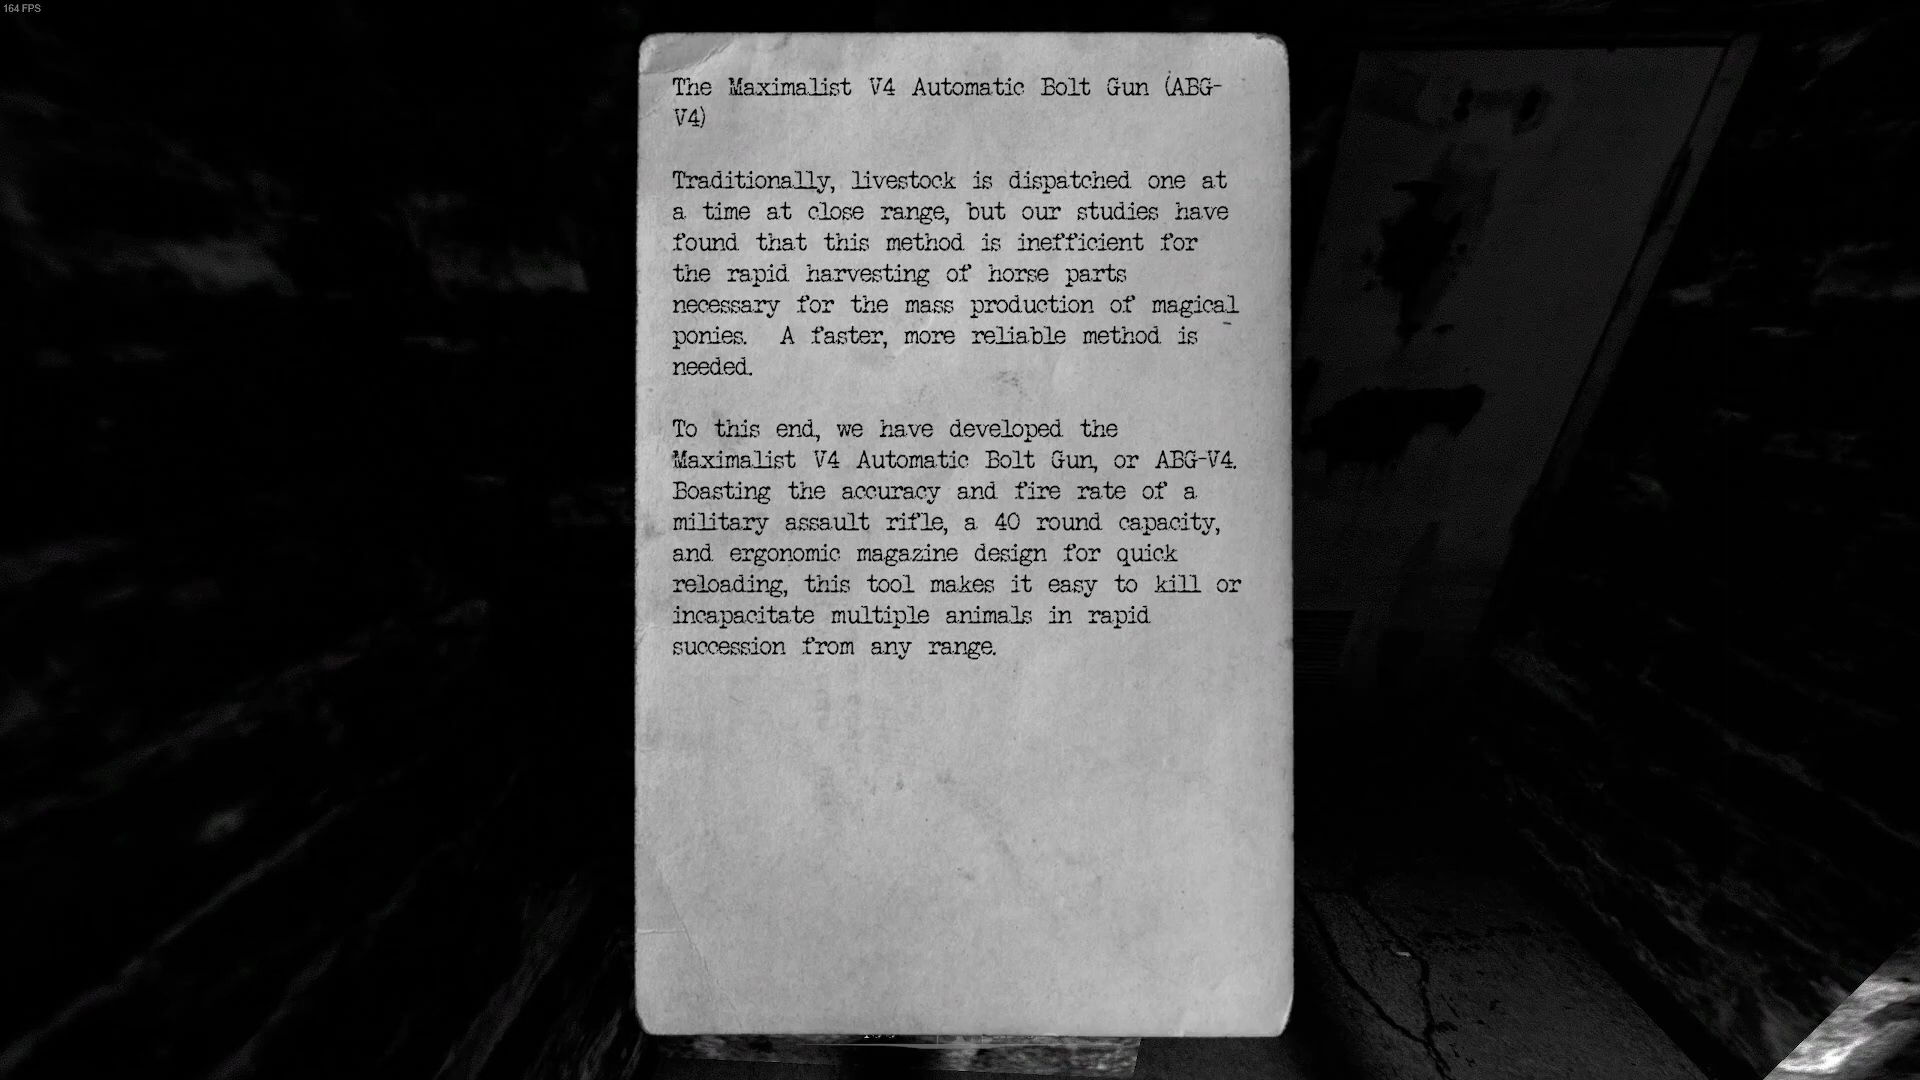 164 FPS
The Maximalist V4 Automatic Bolt Gun (ABG-
V4)
Traditionally, livestock is dispatched one at
a time at close range, but our studies have
found that this method is inefficient for
the rapid harvesting of horse parts
necessary for the mass production of magical
ponies.  A faster, more reliable method is
needed.
To this end, we have developed the
Maximalist V4 Automatic Bolt Gun, or ABG-V4.
Boasting the accuracy and fire rate of a
military assault rifle, a 40 round capacity,
and ergonomic magazine design for quick
reloading, this tool makes it easy to kill or
incapacitate multiple animals in rapid
succession from any range.